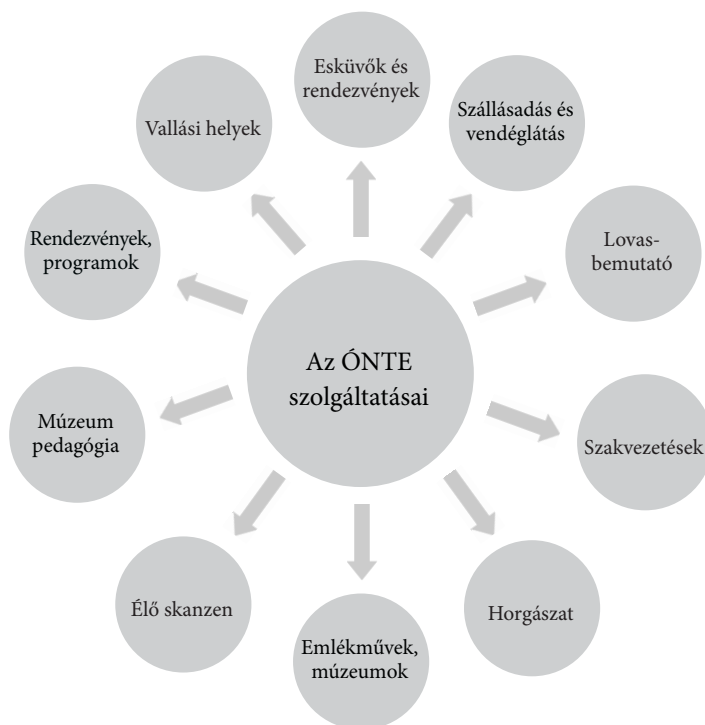 Esküvők és
rendezvények
Szállásadás és
vendéglátás
Lovas-
bemutató
Szakvezetések
Horgászat
Emlékművek,
múzeumok
Élő skanzen
Múzeum
pedagógia
Rendezvények,
programok
Vallási helyek
Az ÓNTE
szolgáltatásai